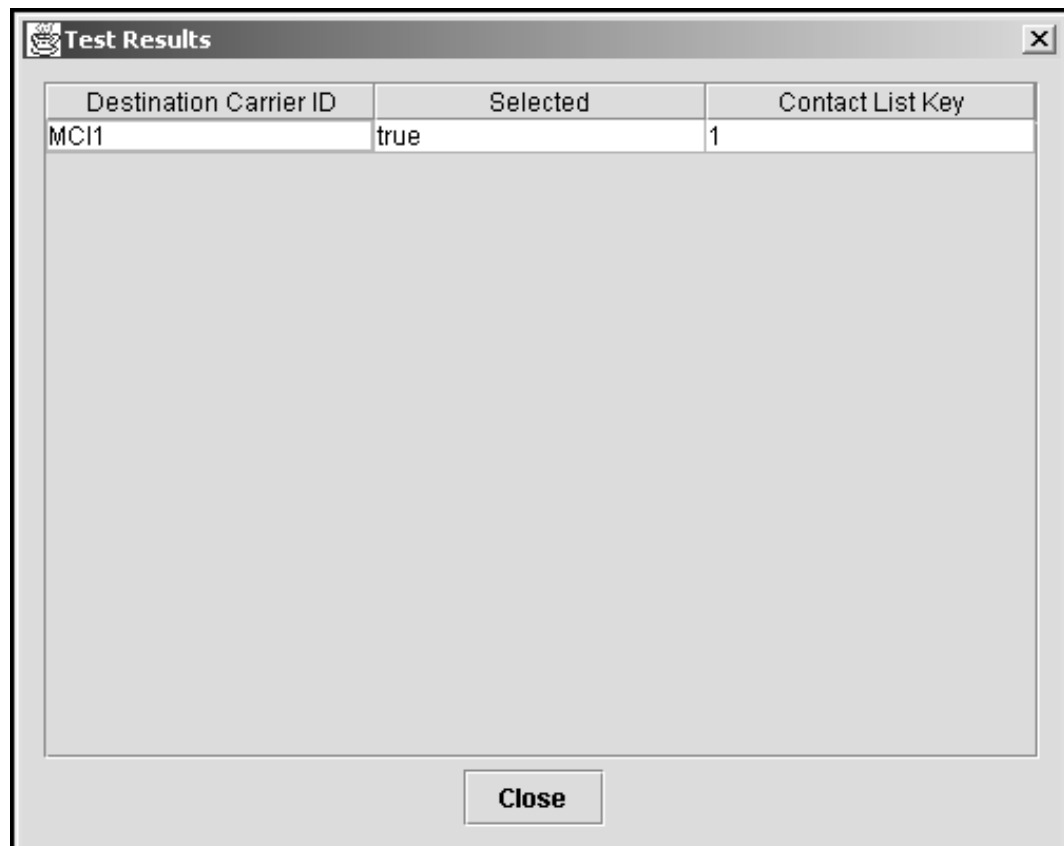 Test Results
Destination Carrier ID Selected Contact List Key
MCI1 true 1
Close